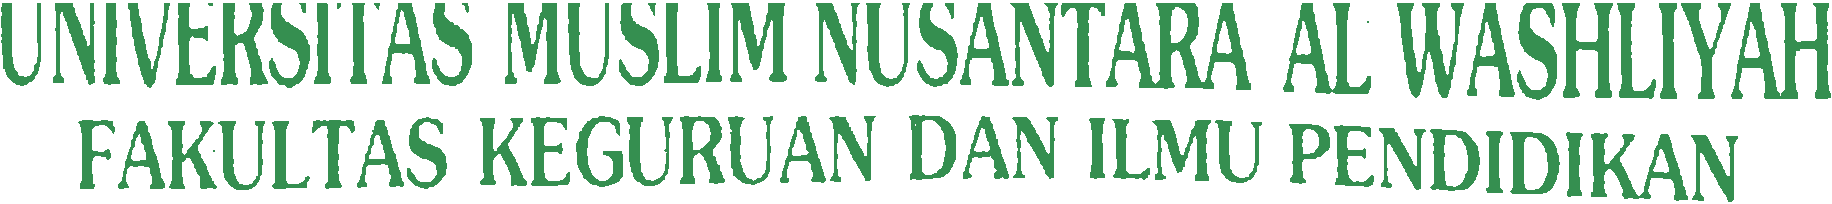 UNIVERSITAS MUSLIM NUSANTARA AL WASHLIYAH
FAKULTAS KEGURUAN DAN ILMU PENDIDIKAN